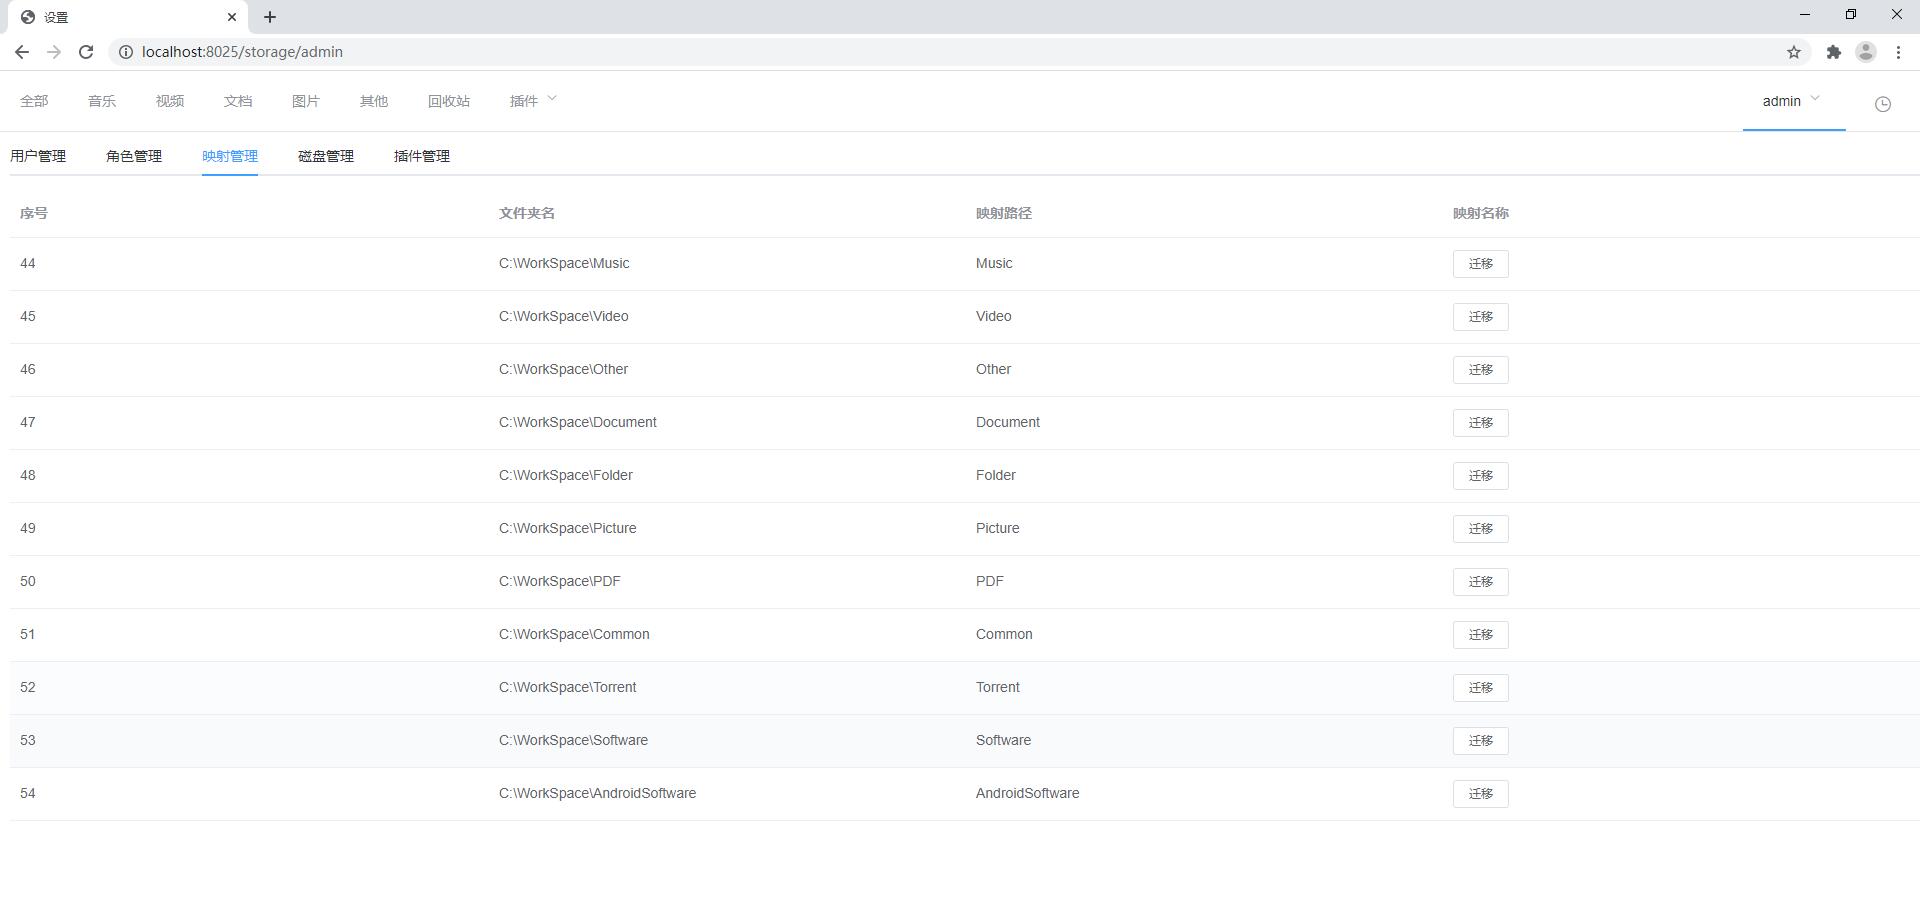 设置
localhost:8025/storage/admin
全部 音乐 视频 文档 图片 其他 回收站 插件 admin
用户管理 角色管理 映射管理 磁盘管理 插件管理
序号 文件夹名 映射路径 映射名称
44 C:\WorkSpace\Music Music 迁移
45 C:\WorkSpace\Video Video 迁移
46 C:\WorkSpace\Other Other 迁移
47 C:\WorkSpace\Document Document 迁移
48 C:\WorkSpace\Folder Folder 迁移
49 C:\WorkSpace\Picture Picture 迁移
50 C:\WorkSpace\PDF PDF 迁移
51 C:\WorkSpace\Common Common 迁移
52 C:\WorkSpace\Torrent Torrent 迁移
53 C:\WorkSpace\Software Software 迁移
54 C:\WorkSpace\AndroidSoftware AndroidSoftware 迁移